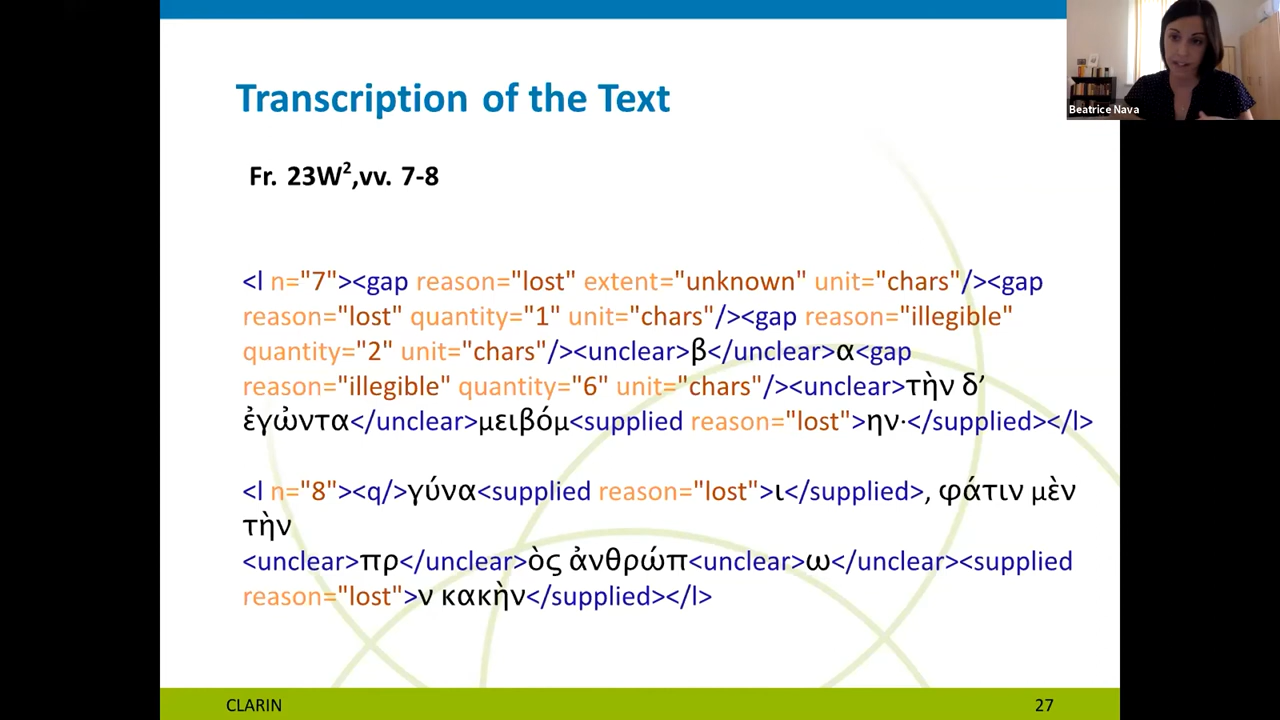 Transcription of the Text
Beatrice Nava
Fr. 23W²,vv. 7-8
<l n="7"><gap reason="lost" extent="unknown" unit="chars"/><gap
reason="lost" quantity="1" unit="chars"/><gap reason="illegible"
quantity="2" unit="chars"/><unclear>β</unclear>α<gap
reason="illegible" quantity="6" unit="chars"/><unclear>τὴν δ’
ἐγὦντα</unclear>μειβόμ<supplied reason="lost">ην·</supplied></l>
<l n="8"><q/>γύνα<supplied reason="lost">ι</supplied>, φάτιν μὲν
τὴν
<unclear>πρ</unclear>ὸς ἀνθρώπ<unclear>ω</unclear><supplied
reason="lost">ν κακὴν</supplied></l>
CLARIN
27